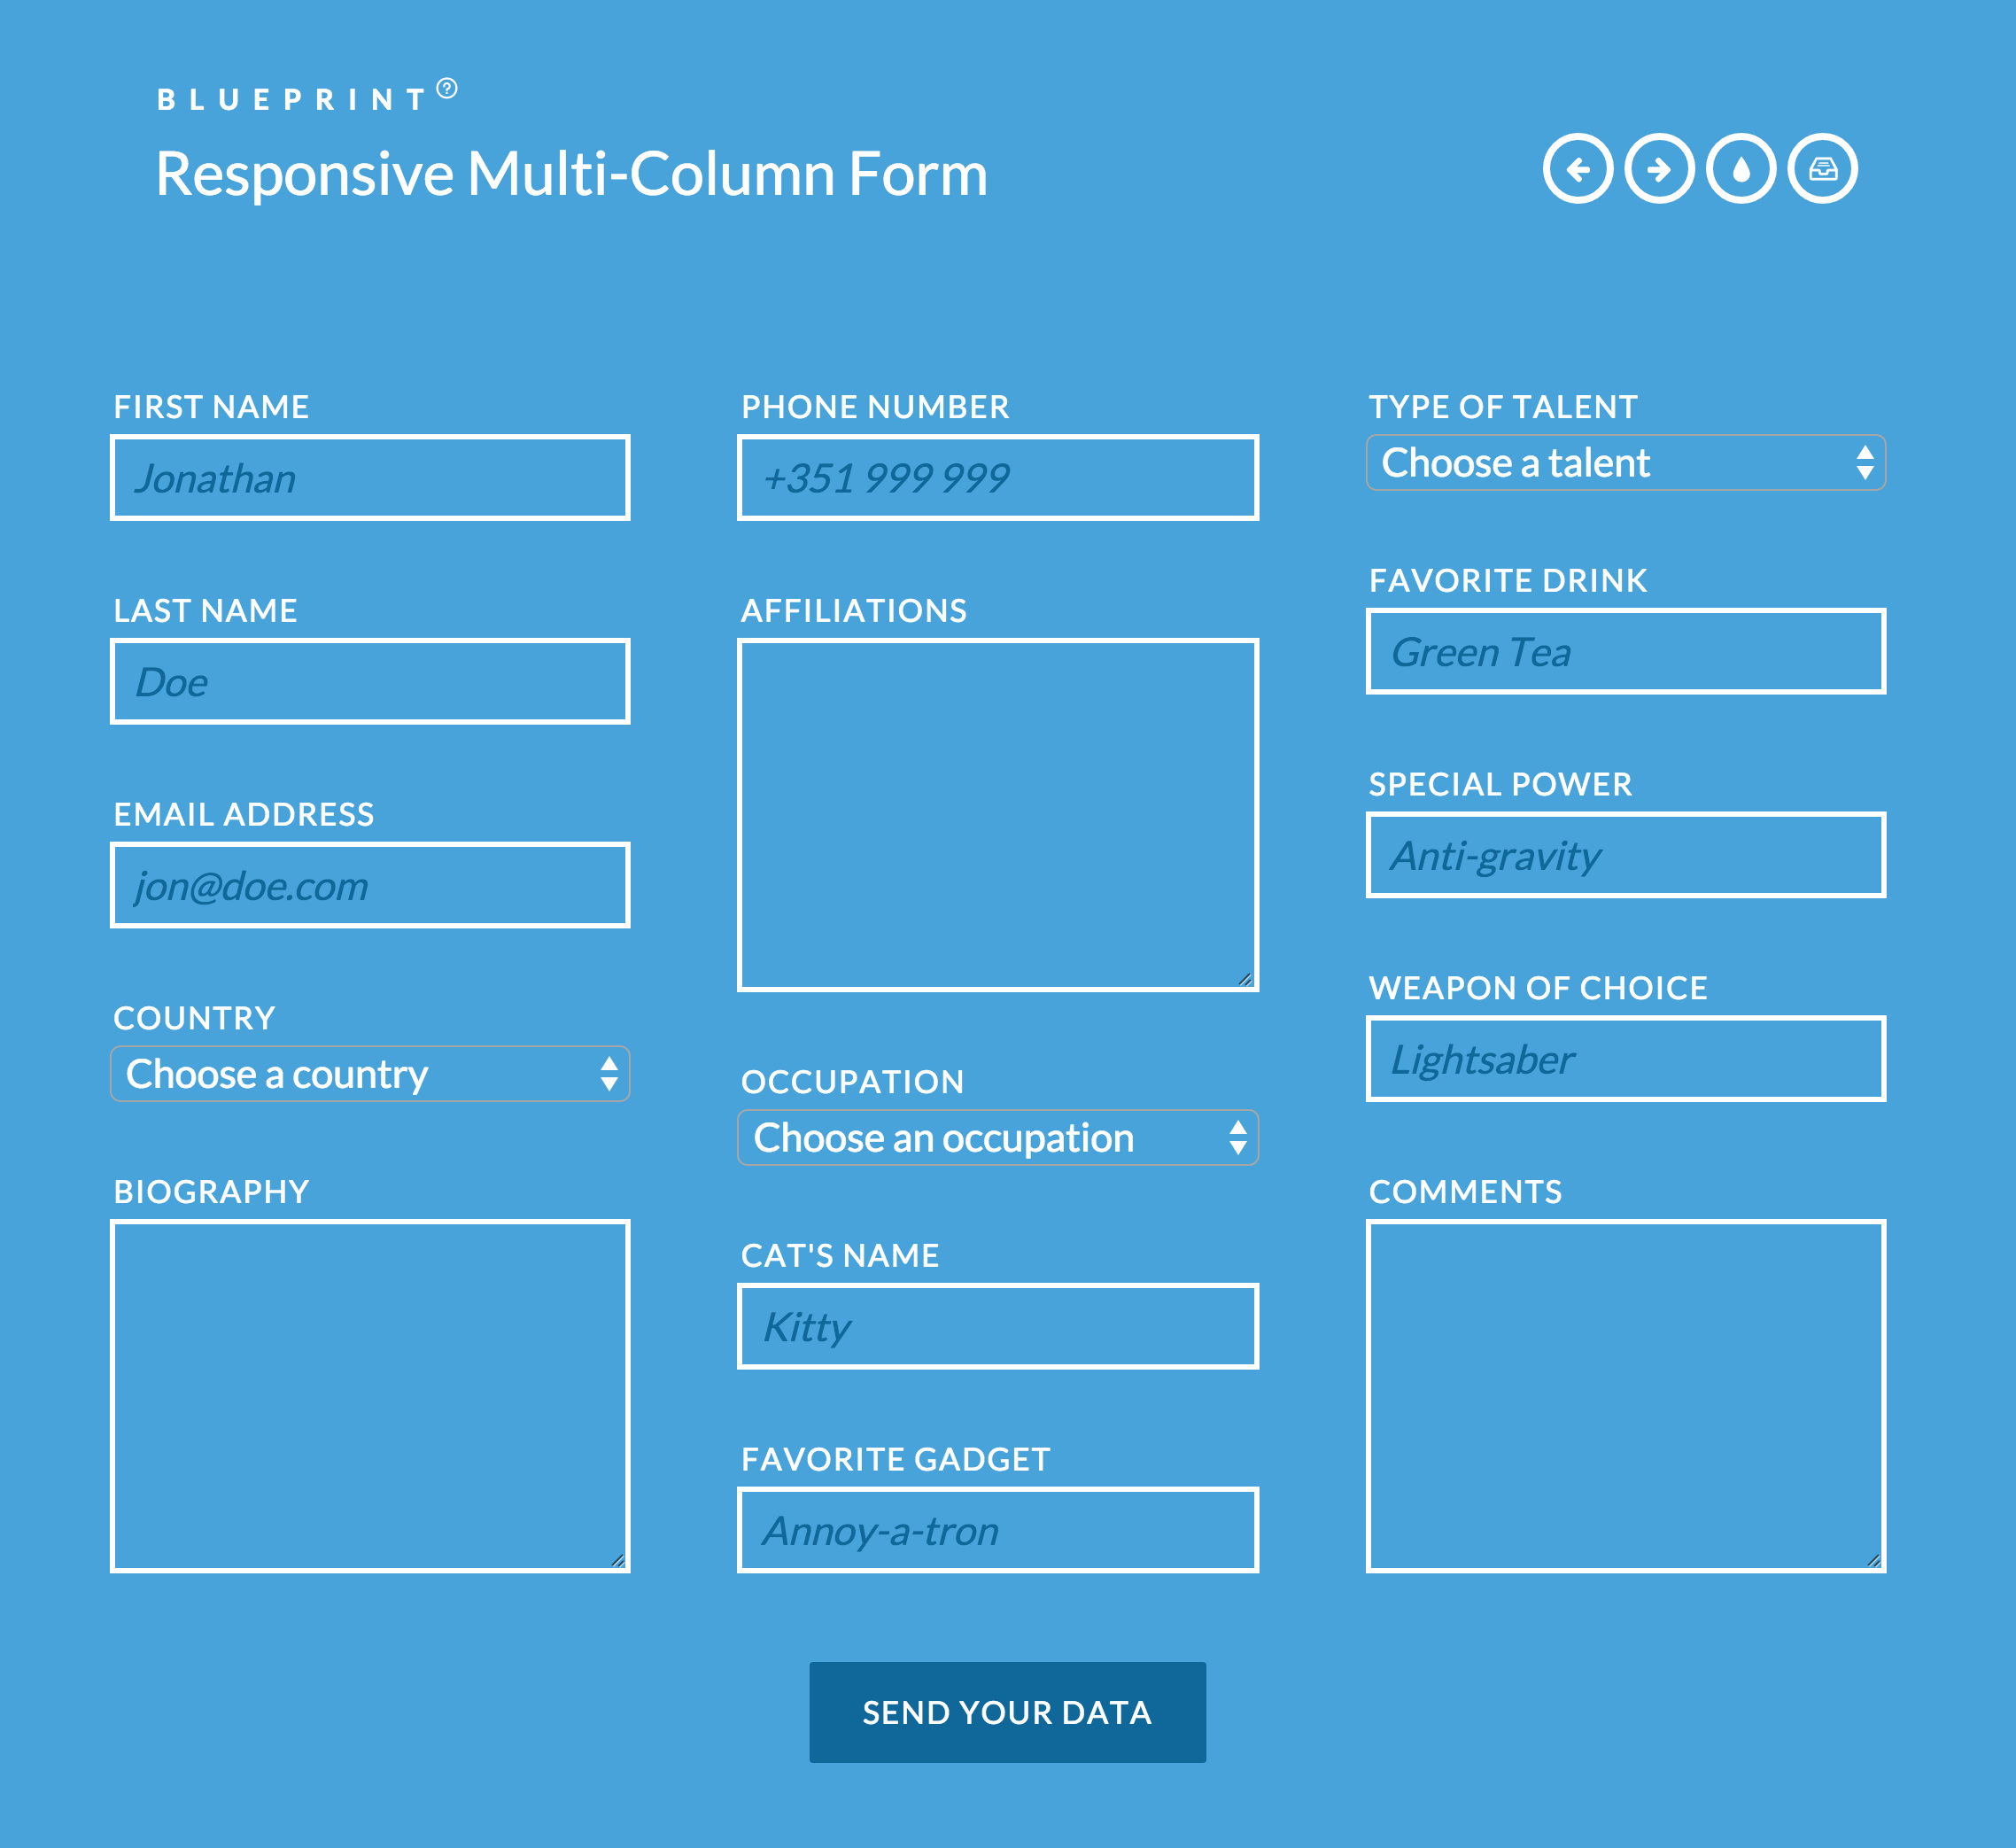 BLUEPRINT?
Responsive Multi-Column Form
FIRST NAME
Jonathan
LAST NAME
Doe
EMAIL ADDRESS
jon@doe.com
COUNTRY
Choose a country
BIOGRAPHY
PHONE NUMBER
+351 999 999
AFFILIATIONS
OCCUPATION
Choose an occupation
CAT'S NAME
Kitty
FAVORITE GADGET
Annoy-a-tron
TYPE OF TALENT
Choose a talent
FAVORITE DRINK
Green Tea
SPECIAL POWER
Anti-gravity
WEAPON OF CHOICE
Lightsaber
COMMENTS
SEND YOUR DATA